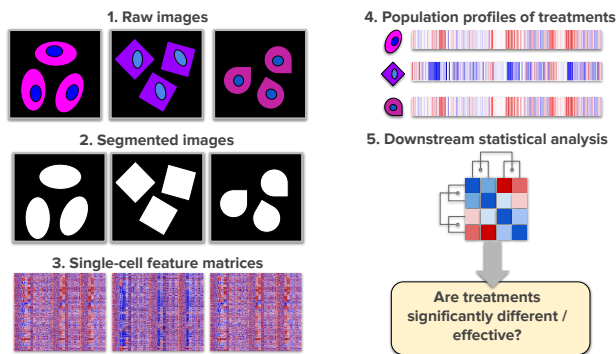 1. Raw images
2. Segmented images
3. Single-cell feature matrices
4. Population profiles of treatments
5. Downstream statistical analysis
Are treatments
significantly different /
effective?